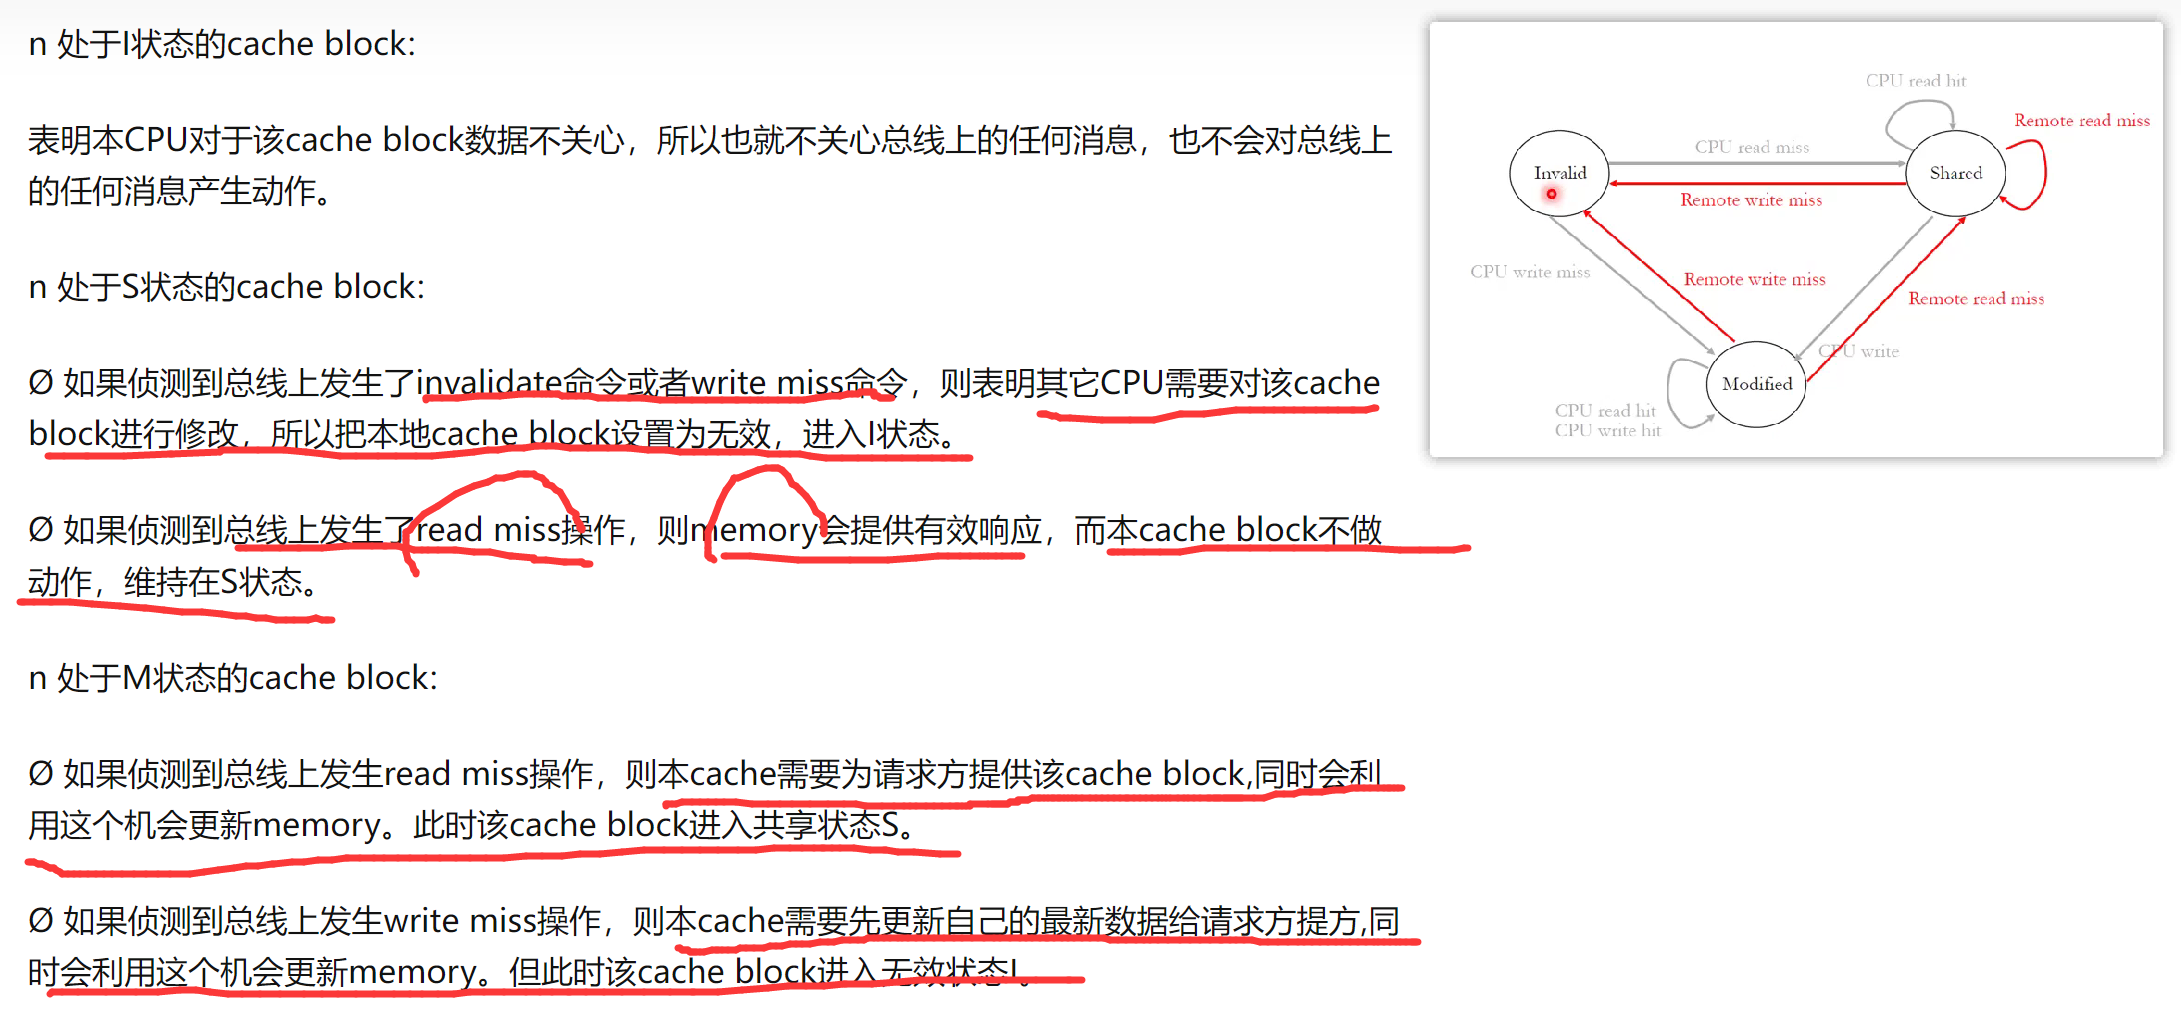 n 处于I状态的cache block:
表明本CPU对于该cache block数据不关心，所以也就不关心总线上的任何消息，也不会对总线上
的任何消息产生动作。
n 处于S状态的cache block:
Ø 如果侦测到总线上发生了invalidate命令或者write miss命令，则表明其它CPU需要对该cache
block进行修改，所以把本地cache block设置为无效，进入I状态。
Ø 如果侦测到总线上发生了read miss操作，则memory会提供有效响应，而本cache block不做
动作，维持在S状态。
n 处于M状态的cache block:
Ø 如果侦测到总线上发生read miss操作，则本cache需要为请求方提供该cache block,同时会利
用这个机会更新memory。此时该cache block进入共享状态S。
Ø 如果侦测到总线上发生write miss操作，则本cache需要先更新自己的最新数据给请求方提方,同
时会利用这个机会更新memory。但此时该cache block进入无效状态I。
CPU read hit
Remote read miss
CPU read miss
Invalid
Shared
Remote write miss
CPU write miss
Remote write miss
Remote read miss
CPU write
Modified
CPU read hit
CPU write hit